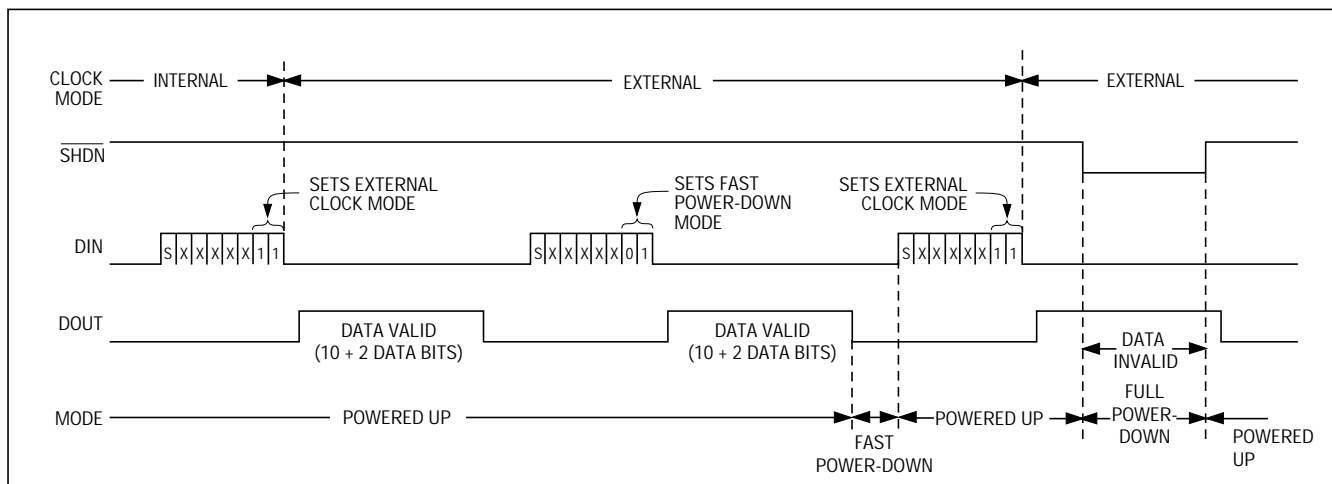 CLOCK
MODE
INTERNAL
EXTERNAL
EXTERNAL
SHDN
SETS EXTERNAL
CLOCK MODE
SETS FAST
POWER-DOWN
MODE
SETS EXTERNAL
CLOCK MODE
DIN
S X X X X X 1 1
S X X X X X 0 1
S X X X X X 1 1
DOUT
DATA VALID
(10 + 2 DATA BITS)
DATA VALID
(10 + 2 DATA BITS)
DATA
INVALID
MODE
POWERED UP
FAST
POWER-DOWN
POWERED UP
FULL
POWER-
DOWN
POWERED
UP